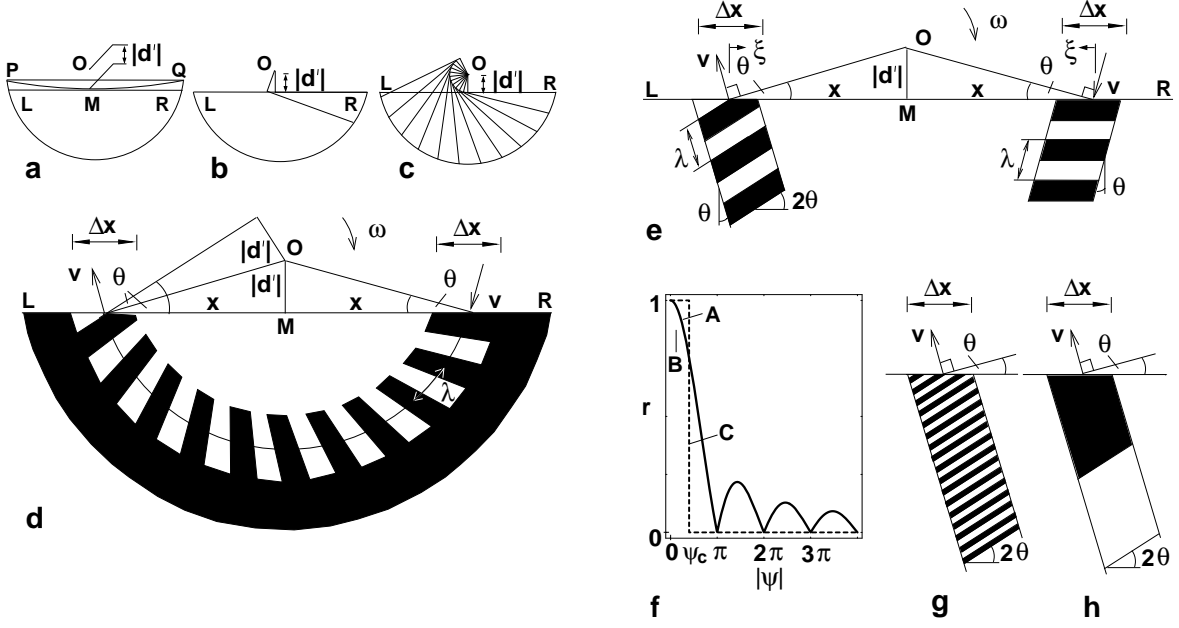 P
O
|d'|
Q
L
M
R
a
O
|d'|
L
R
b
O
|d'|
L
R
c
Δx
ω
Δx
O
|d'|
v
θ
|d'|
θ
L
x
x
v
R
M
λ
d
Δx
ω
Δx
O
v
ξ
ξ
θ
|d'|
θ
v
L
x
x
R
M
λ
λ
θ
2θ
θ
e
1
A
B
r
C
0
0
ψc
π
2π
3π
|ψ|
f
Δx
v
θ
2θ
g
Δx
v
θ
2θ
h